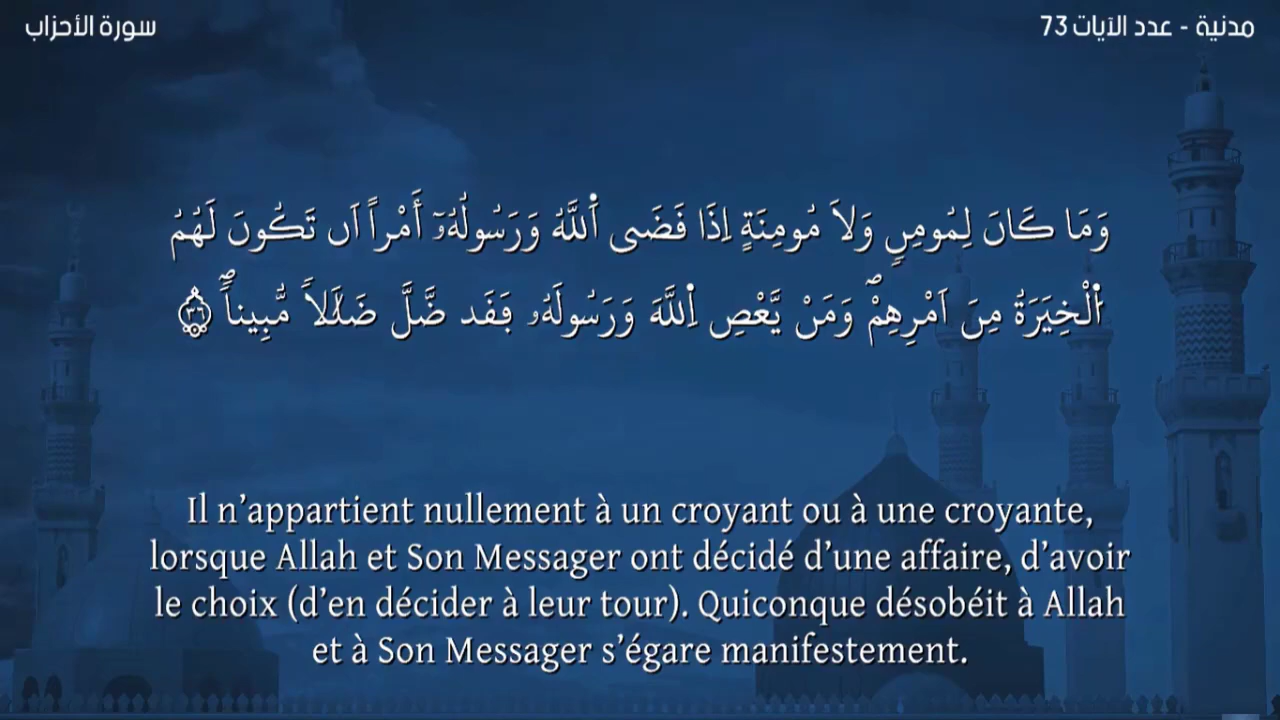 مدنية - عدد الآيات 73
سورة الأحزاب
وَمَا كَانَ لِمُومِنٍ وَلَا مُومِنَةٍ اِذَا قَضَى اَ۬للَّهُ وَرَسُولُهُۥٓ أَمْراً اَن تَكُونَ لَهُمُ
اُ۬لْخِيَرَةُ مِنَ اَمْرِهِمْۖ وَمَنْ يَّعْصِ اِ۬للَّهَ وَرَسُولَهُۥ فَقَد ضَّلَّ ضَلَٰلاً مُّبِيناًۖ ٣٦
Il n’appartient nullement à un croyant ou à une croyante,
lorsque Allah et Son Messager ont décidé d’une affaire, d’avoir
le choix (d’en décider à leur tour). Quiconque désobéit à Allah
et à Son Messager s’égare manifestement.